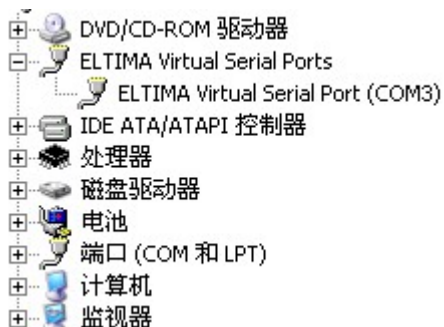 DVD/CD-ROM 驱动器
ELTIMA Virtual Serial Ports
ELTIMA Virtual Serial Port (COM3)
IDE ATA/ATAPI 控制器
处理器
磁盘驱动器
电池
端口 (COM 和 LPT)
计算机
监视器